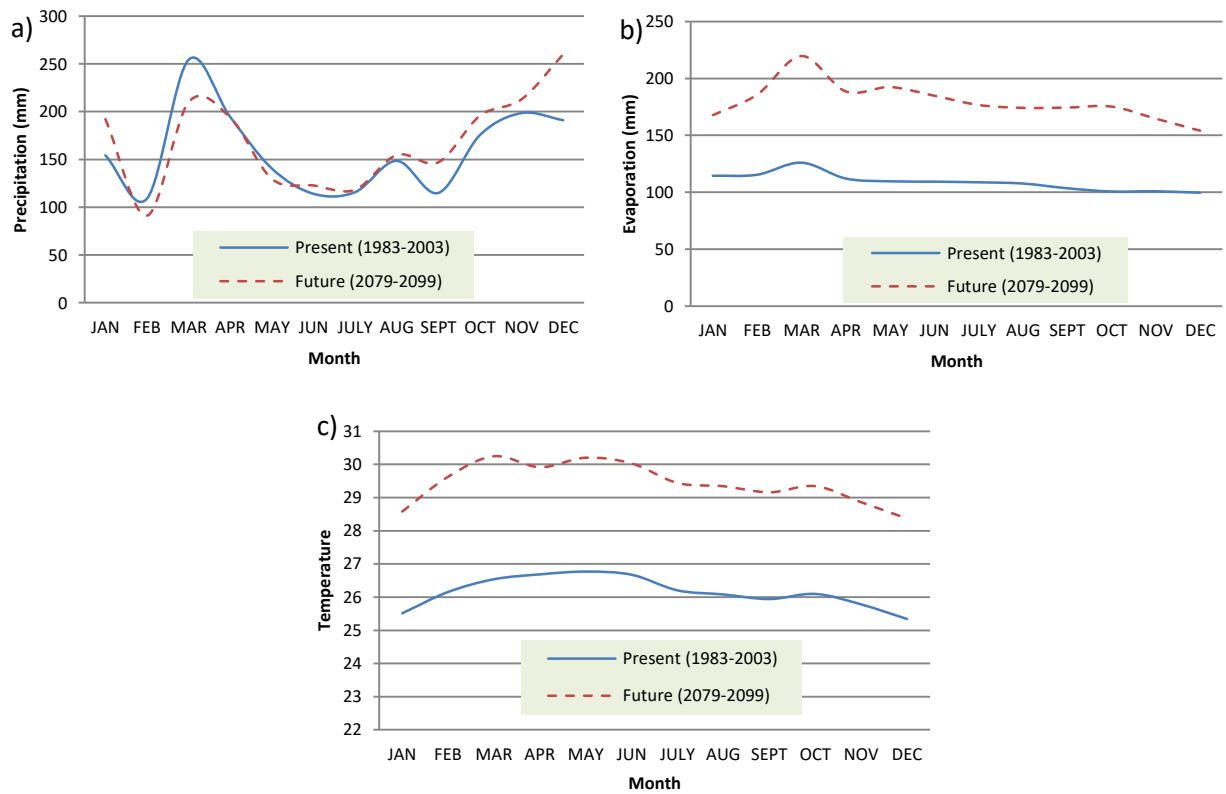 a)
300
250
200
150
100
50
0
Precipitation (mm)
Present (1983-2003)
Future (2079-2099)
JAN FEB MAR APR MAY JUN JULY AUG SEPT OCT NOV DEC
Month
b)
250
200
150
100
50
0
Evaporation (mm)
Present (1983-2003)
Future (2079-2099)
JAN FEB MAR APR MAY JUN JULY AUG SEPT OCT NOV DEC
Month
c)
31
30
29
28
27
26
25
24
23
22
Temperature
Present (1983-2003)
Future (2079-2099)
JAN FEB MAR APR MAY JUN JULY AUG SEPT OCT NOV DEC
Month